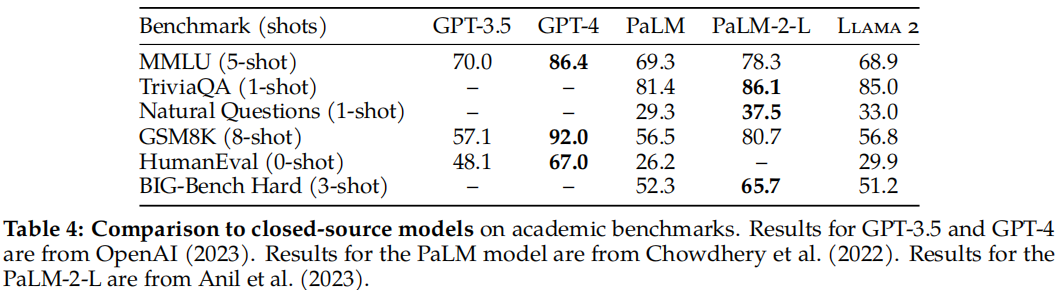 Benchmark (shots) GPT-3.5 GPT-4 PaLM PaLM-2-L LLAMA 2
MMLU (5-shot) 70.0 86.4 69.3 78.3 68.9
TriviaQA (1-shot) – – 81.4 86.1 85.0
Natural Questions (1-shot) – – 29.3 37.5 33.0
GSM8K (8-shot) 57.1 92.0 56.5 80.7 56.8
HumanEval (0-shot) 48.1 67.0 26.2 – 29.9
BIG-Bench Hard (3-shot) – – 52.3 65.7 51.2
Table 4: Comparison to closed-source models on academic benchmarks. Results for GPT-3.5 and GPT-4
are from OpenAI (2023). Results for the PaLM model are from Chowdhery et al. (2022). Results for the
PaLM-2-L are from Anil et al. (2023).